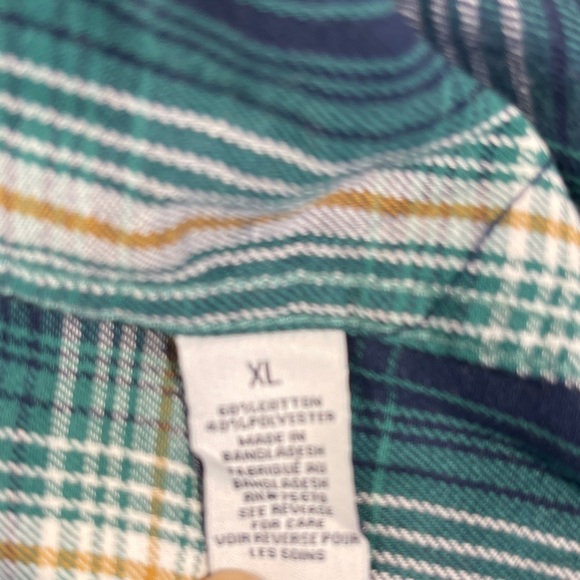 XL
60%COTTON
40%POLYESTER
MADE IN
BANGLADESH
FABRIQUÉ AU
BANGLADESH
SEE REVERSE
FOR CARE
VOIR REVERSE POUR
LES SOINS